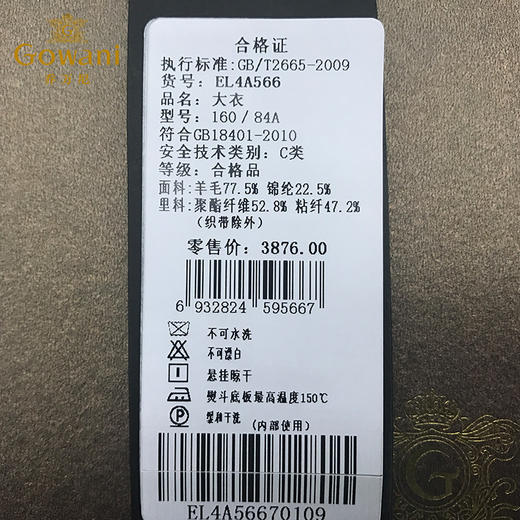 Gowani
合格证
执行标准:GB/T2665-2009
货号: EL4A566
品名: 大衣
型号: 160/84A
符合GB18401-2010
安全技术类别: C类
等级: 合格品
面料:羊毛77.5% 锦纶22.5%
里料:聚酯纤维52.8% 粘纤47.2%
(织带除外)
零售价: 3876.00
6 932824 595667
不可水洗
不可漂白
悬挂晾干
熨斗底板最高温度150℃
P
柔和干洗
(内部使用)
EL4A56670109
G